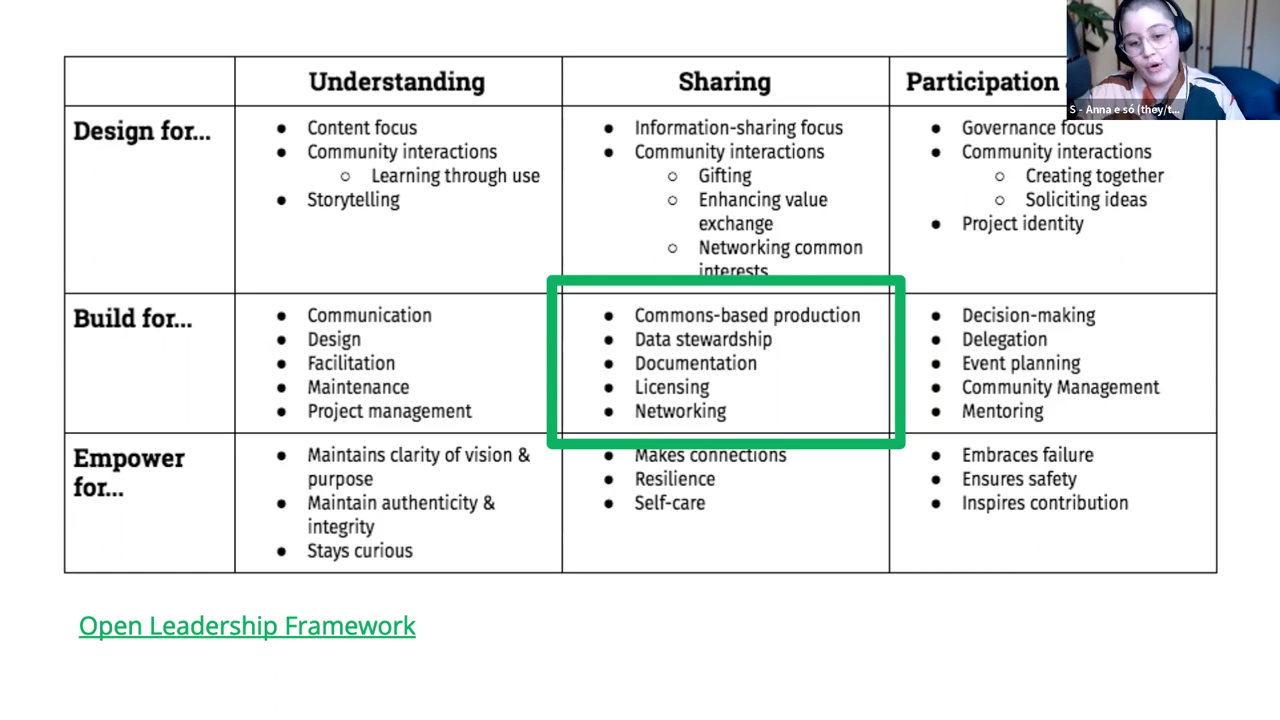 Understanding
Sharing
Participation
S - Anna e só (they/t...
Design for...
● Content focus
● Community interactions
○ Learning through use
● Storytelling
● Information-sharing focus
● Community interactions
○ Gifting
○ Enhancing value
exchange
○ Networking common
interests
● Governance focus
● Community interactions
○ Creating together
○ Soliciting ideas
● Project identity
Build for...
● Communication
● Design
● Facilitation
● Maintenance
● Project management
● Commons-based production
● Data stewardship
● Documentation
● Licensing
● Networking
● Decision-making
● Delegation
● Event planning
● Community Management
● Mentoring
Empower
for...
● Maintains clarity of vision &
purpose
● Maintain authenticity &
integrity
● Stays curious
● Makes connections
● Resilience
● Self-care
● Embraces failure
● Ensures safety
● Inspires contribution
Open Leadership Framework